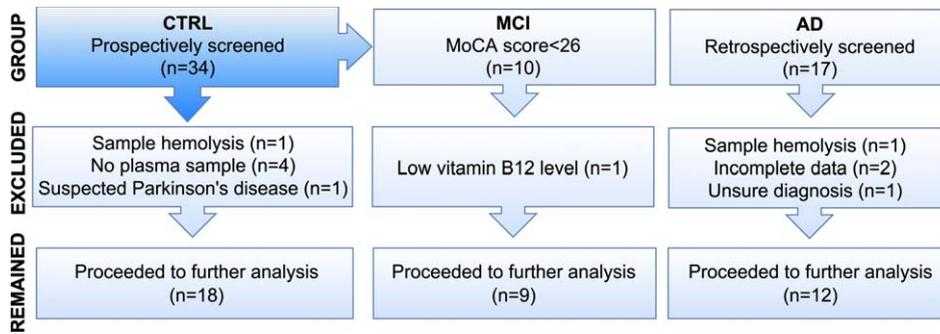 GROUP
CTRL
Prospectively screened
(n=34)
MCI
MoCA score<26
(n=10)
AD
Retrospectively screened
(n=17)
EXCLUDED
Sample hemolysis (n=1)
No plasma sample (n=4)
Suspected Parkinson's disease (n=1)
Low vitamin B12 level (n=1)
Sample hemolysis (n=1)
Incomplete data (n=2)
Unsure diagnosis (n=1)
REMAINED
Proceeded to further analysis
(n=18)
Proceeded to further analysis
(n=9)
Proceeded to further analysis
(n=12)